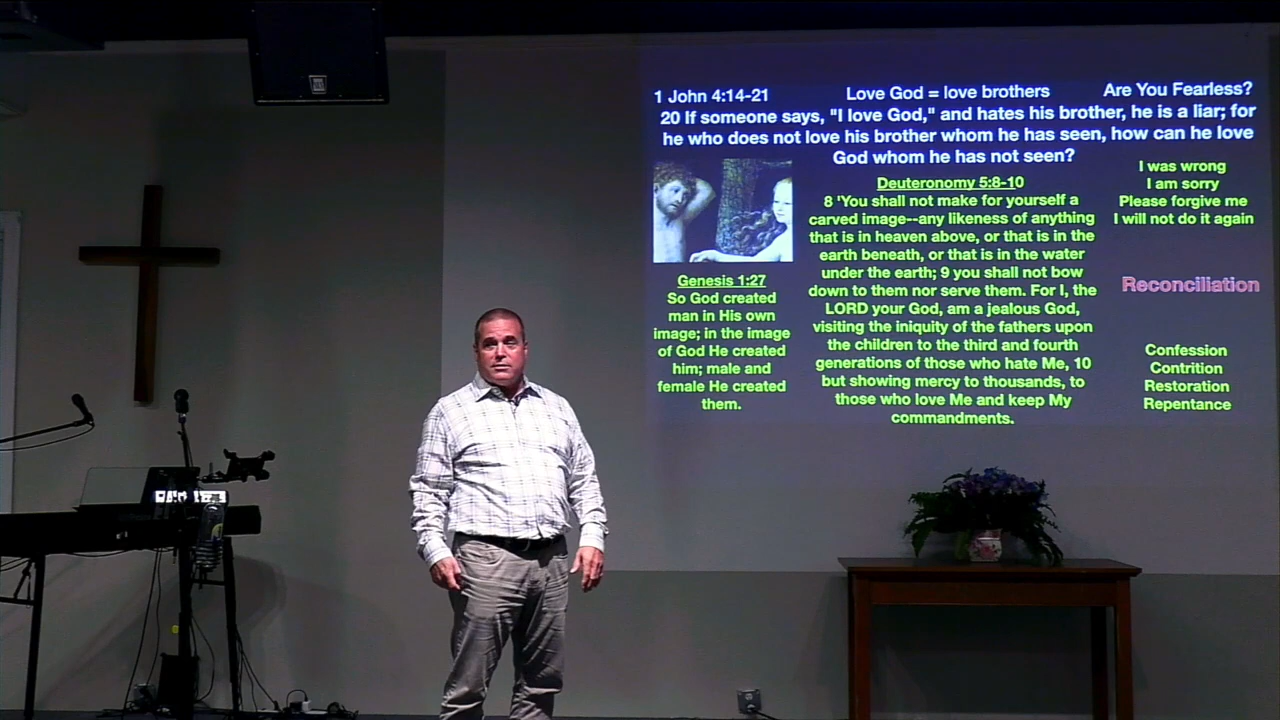 1 John 4:14-21 Love God = love brothers Are You Fearless?
20 If someone says, "I love God," and hates his brother, he is a liar; for
he who does not love his brother whom he has seen, how can he love
God whom he has not seen?
Genesis 1:27
So God created
man in His own
image; in the image
of God He created
him; male and
female He created
them.
Deuteronomy 5:8-10
8 'You shall not make for yourself a
carved image--any likeness of anything
that is in heaven above, or that is in the
earth beneath, or that is in the water
under the earth; 9 you shall not bow
down to them nor serve them. For I, the
LORD your God, am a jealous God,
visiting the iniquity of the fathers upon
the children to the third and fourth
generations of those who hate Me, 10
but showing mercy to thousands, to
those who love Me and keep My
commandments.
I was wrong
I am sorry
Please forgive me
I will not do it again
Reconciliation
Confession
Contrition
Restoration
Repentance